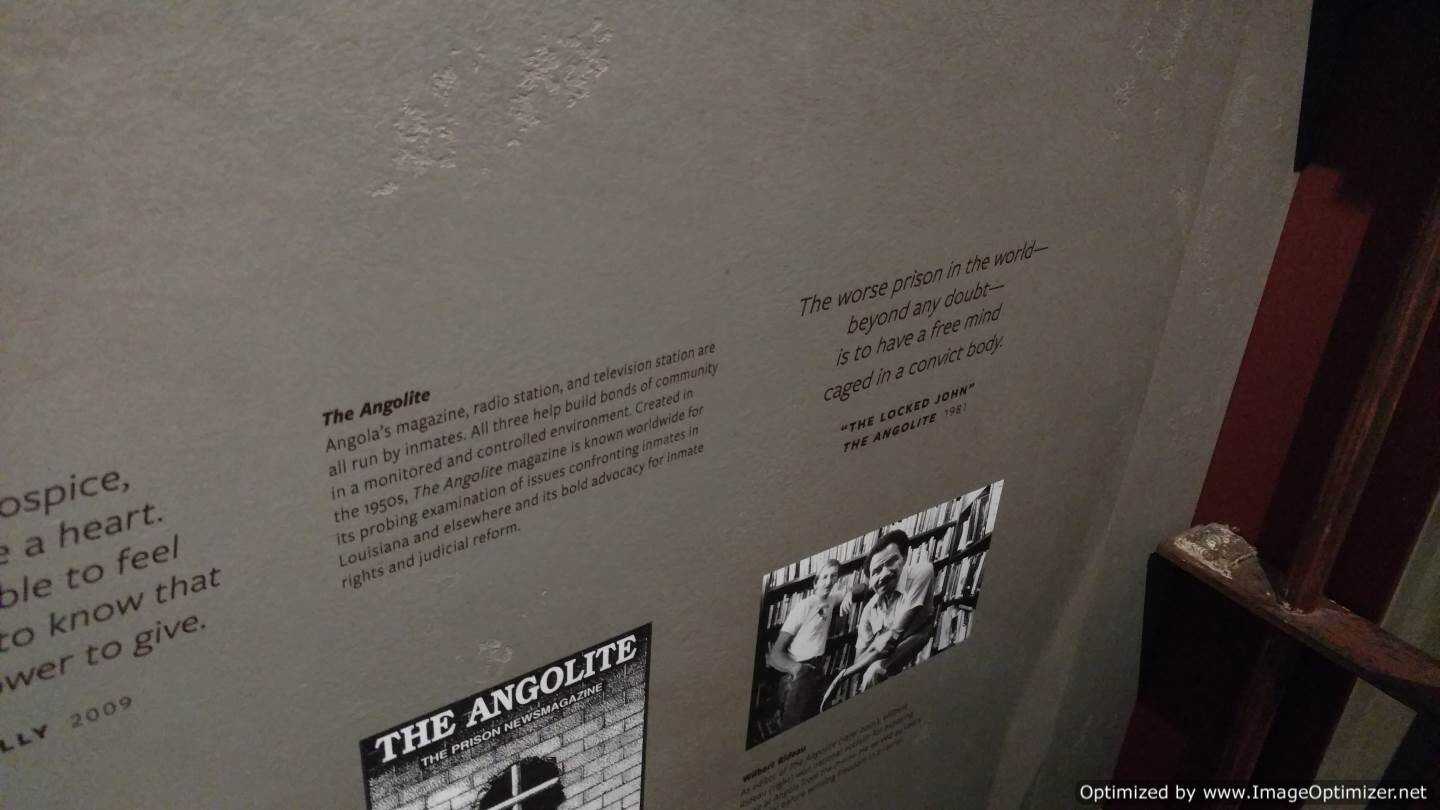 ospice,
e a heart.
ble to feel
to know that
ower to give.
LLY 2009
The Angolite
Angola's magazine, radio station, and television station are
all run by inmates. All three help build bonds of community
in a monitored and controlled environment. Created in
the 1950s, The Angolite magazine is known worldwide for
its probing examination of issues confronting inmates in
Louisiana and elsewhere and its bold advocacy for inmate
rights and judicial reform.
THE ANGOLITE
THE PRISON NEWSMAGAZINE
The worse prison in the world—
beyond any doubt—
is to have a free mind
caged in a convict body.
"THE LOCKED JOHN"
THE ANGOLITE 1981
Wilbert Rideau
Optimized by www.ImageOptimizer.net